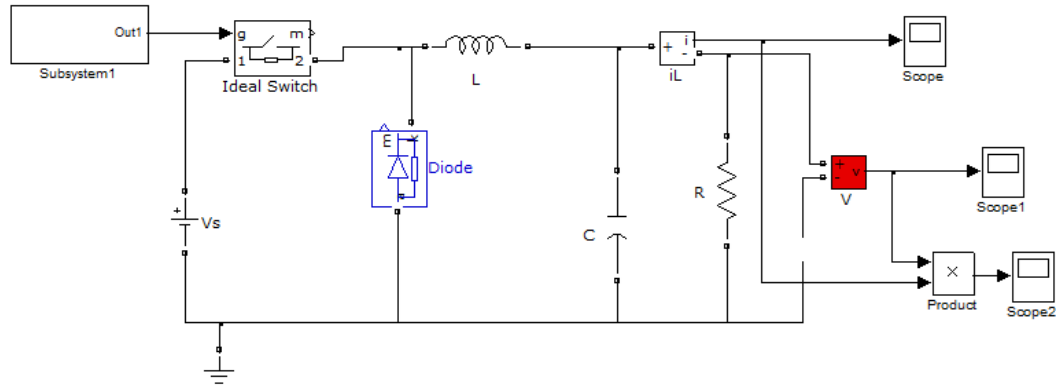 Out1
Subsystem1
g m
1 2
Ideal Switch
L
+ i
-
iL
Scope
E
Diode
+
Vs
C
R
+ v
-
V
Scope1
×
Product
Scope2